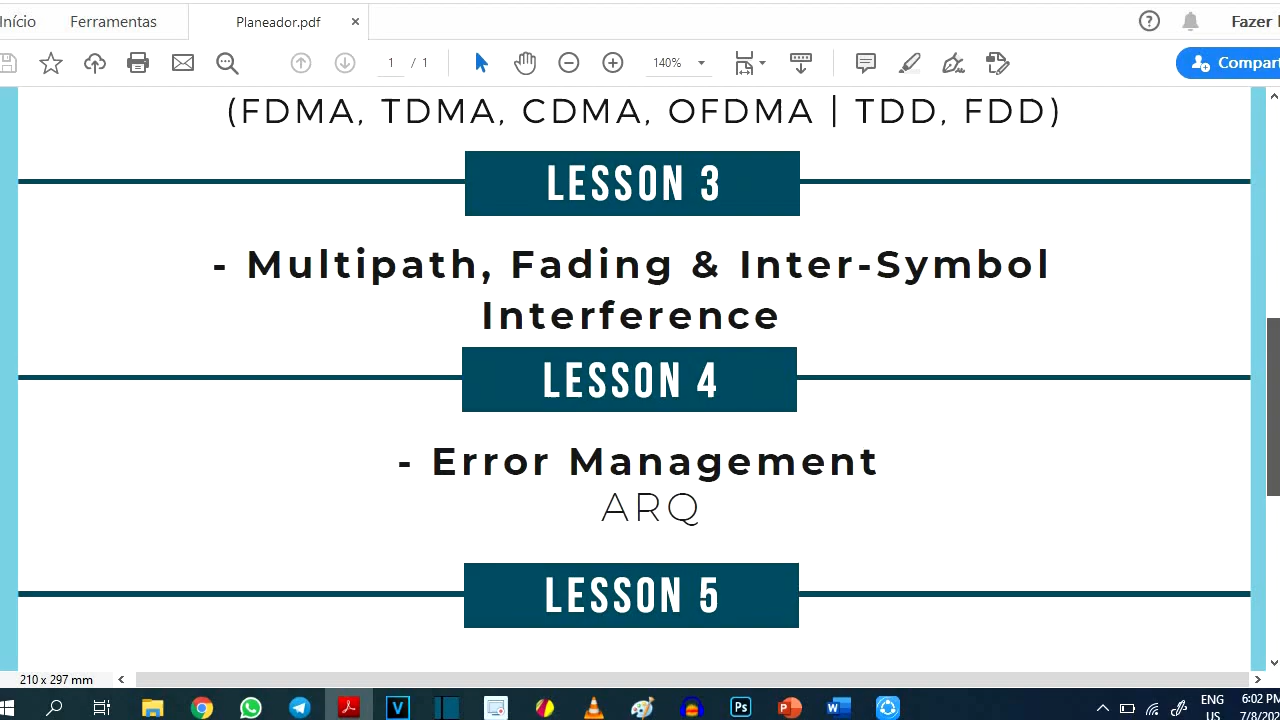 Início Ferramentas Planeador.pdf × Fazer
1 / 1 140% Compart
(FDMA, TDMA, CDMA, OFDMA | TDD, FDD)
LESSON 3
- Multipath, Fading & Inter-Symbol
Interference
LESSON 4
- Error Management
ARQ
LESSON 5
210 x 297 mm
ENG 6:02 PM
US 7/8/202